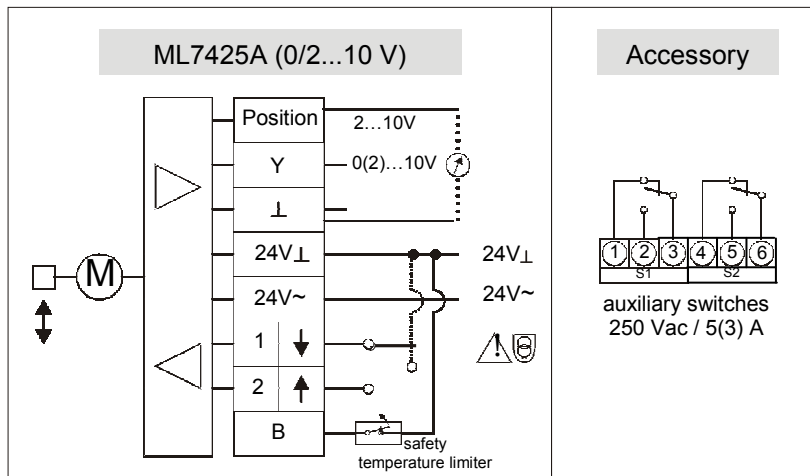 ML7425A (0/2...10 V)
Accessory
Position
2...10V
Y
0(2)...10V
⊥
24V⊥
24V⊥
24V~
24V~
1 ↓
2 ↑
B
M
safety
temperature limiter
1 2 3 4 5 6
S1 S2
auxiliary switches
250 Vac / 5(3) A